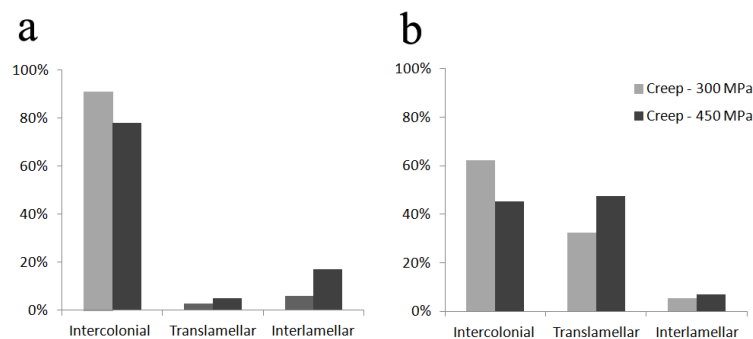 a
100%
80%
60%
40%
20%
0%
Intercolonial Translamellar Interlamellar
b
100%
80%
60%
40%
20%
0%
Creep - 300 MPa
Creep - 450 MPa
Intercolonial Translamellar Interlamellar